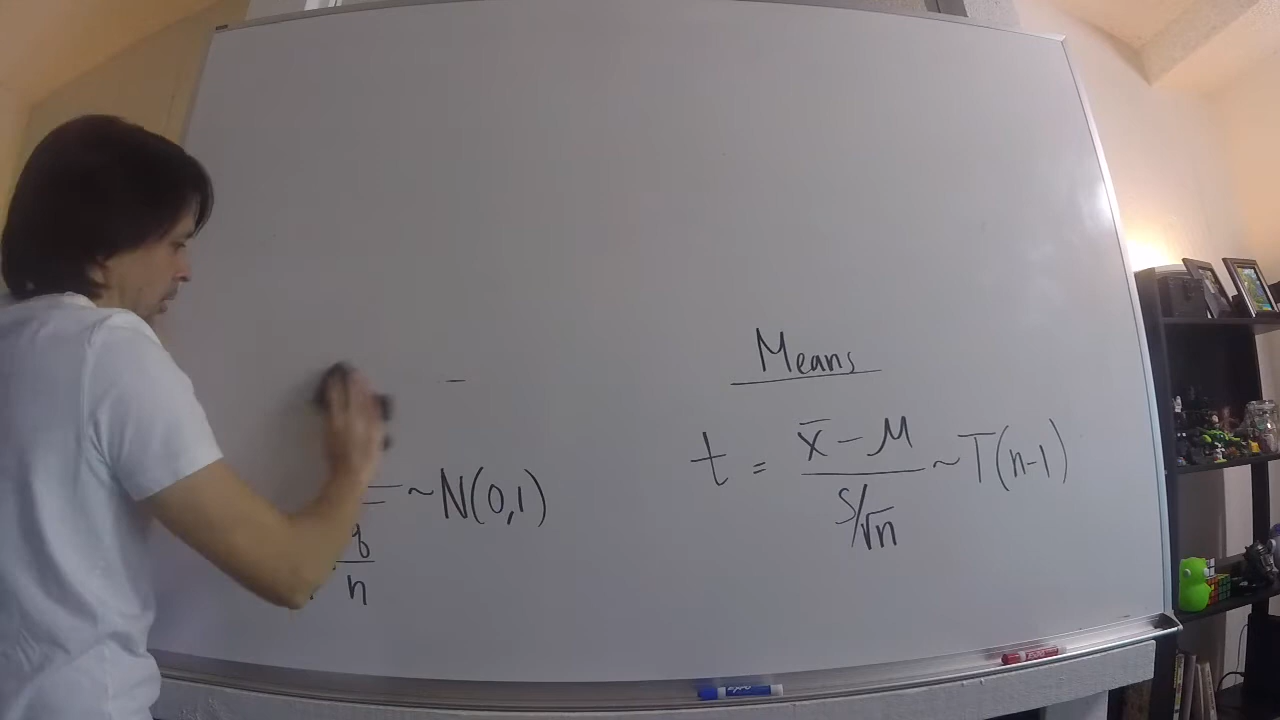 Means
t = x̄ - μ / S/√n ~ T(n-1)
~ N(0,1)
q
n